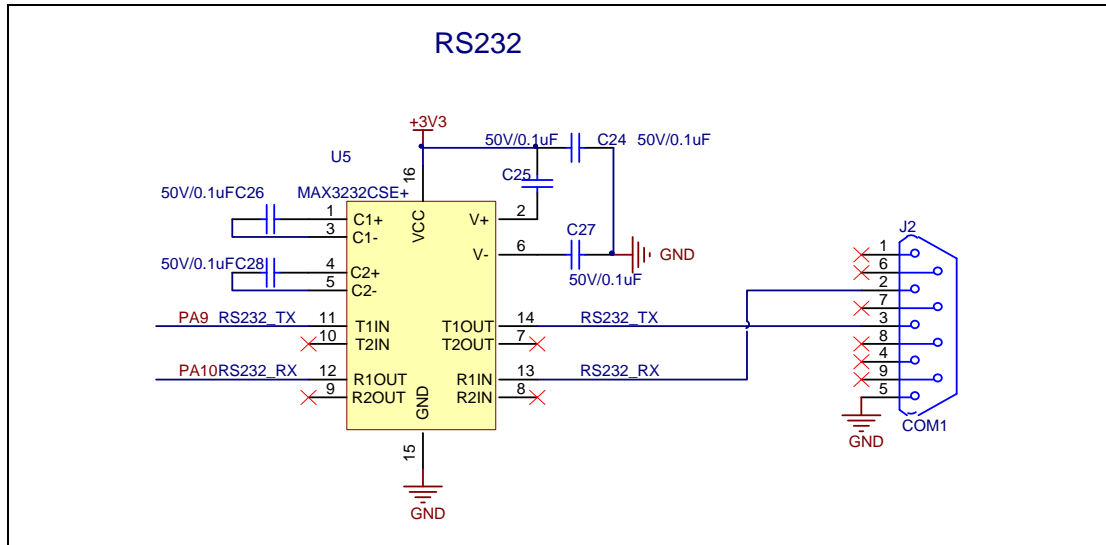 RS232
+3V3
50V/0.1uF C24 50V/0.1uF
U5
16
C25
50V/0.1uFC26 MAX3232CSE+
1 C1+ VCC V+ 2
3 C1-
C27
V- 6 GND
50V/0.1uFC28 50V/0.1uF
4 C2+
5 C2-
PA9 RS232_TX 11 T1IN T1OUT 14 RS232_TX
10 T2IN T2OUT 7
PA10RS232_RX 12 R1OUT R1IN 13 RS232_RX
9 R2OUT GND R2IN 8
15
GND
J2
1
6
2
7
3
8
4
9
5
GND
COM1